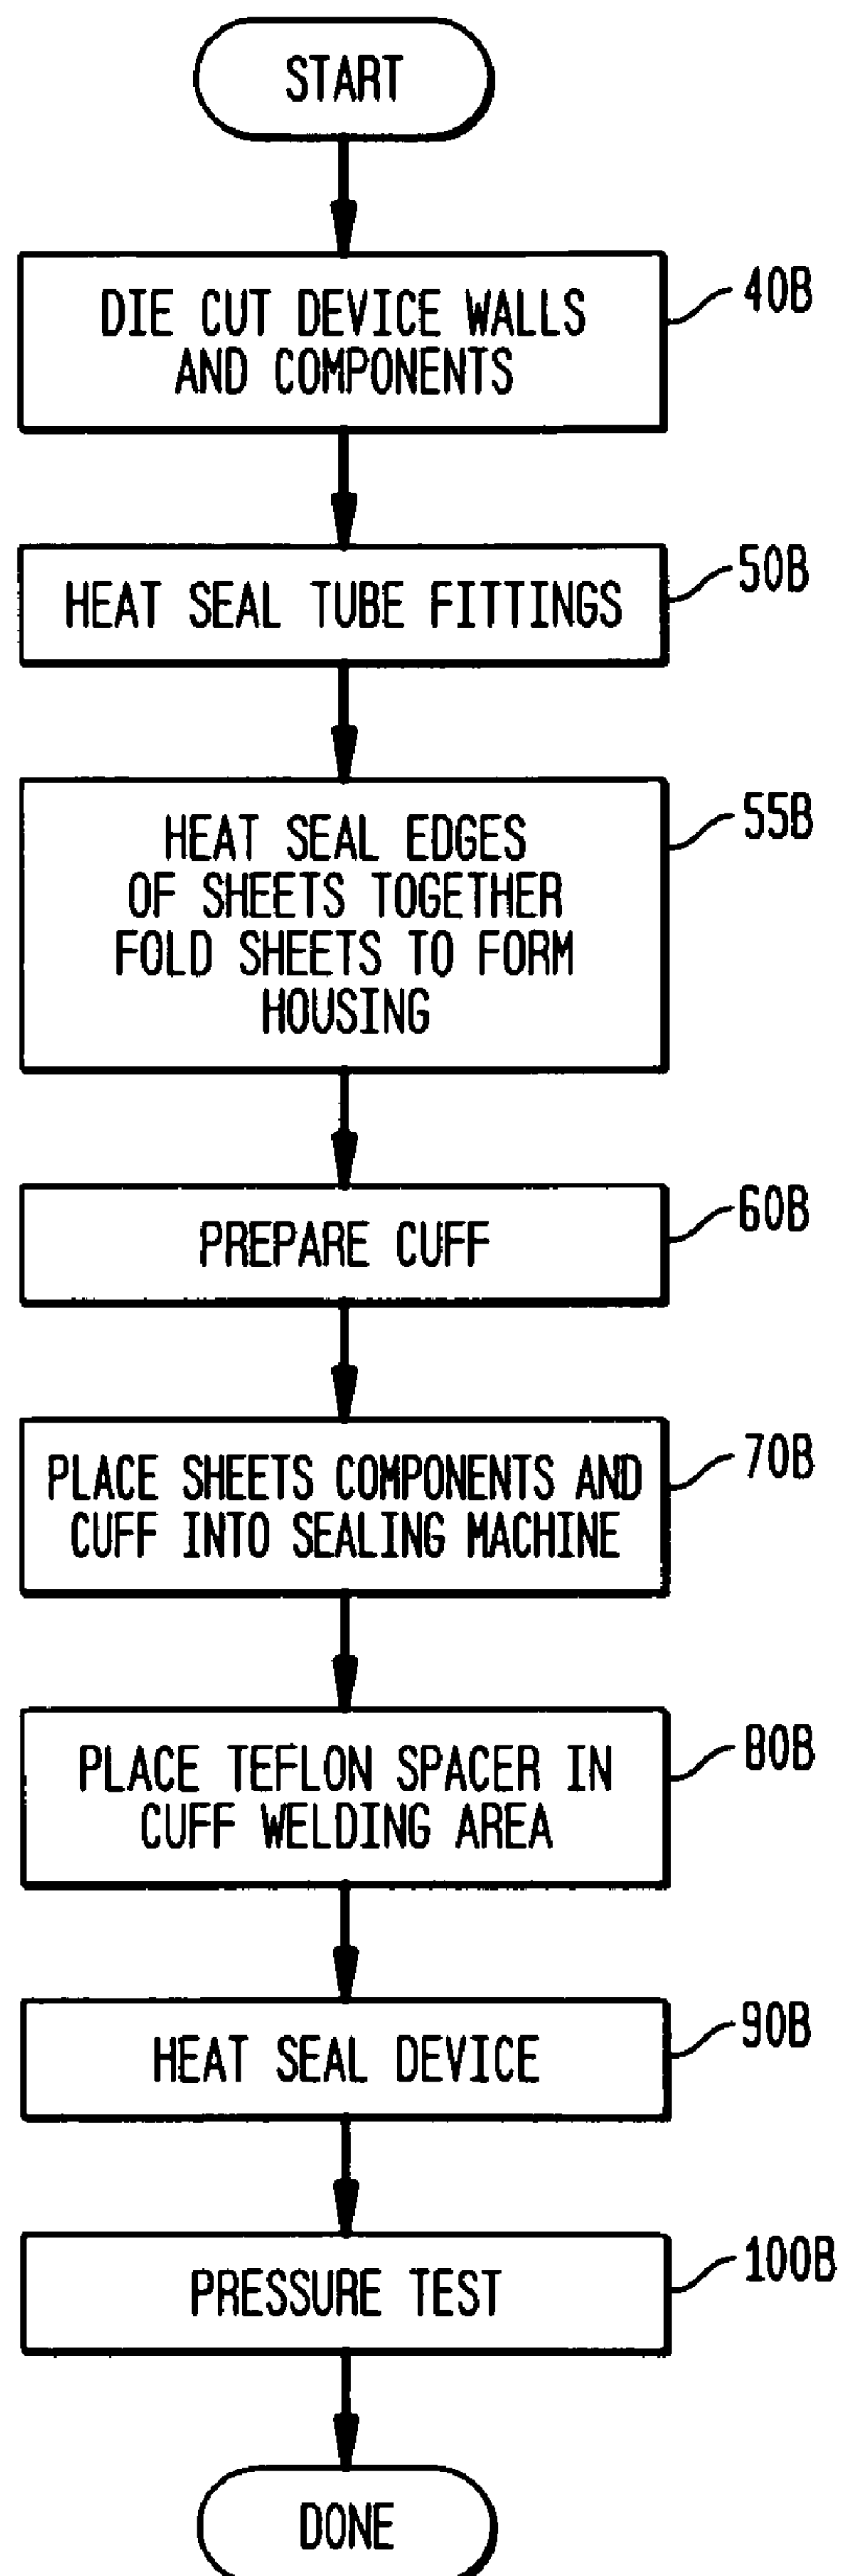 START
DIE CUT DEVICE WALLS
AND COMPONENTS
40B
HEAT SEAL TUBE FITTINGS
50B
HEAT SEAL EDGES
OF SHEETS TOGETHER
FOLD SHEETS TO FORM
HOUSING
55B
PREPARE CUFF
60B
PLACE SHEETS COMPONENTS AND
CUFF INTO SEALING MACHINE
70B
PLACE TEFLON SPACER IN
CUFF WELDING AREA
80B
HEAT SEAL DEVICE
90B
PRESSURE TEST
100B
DONE